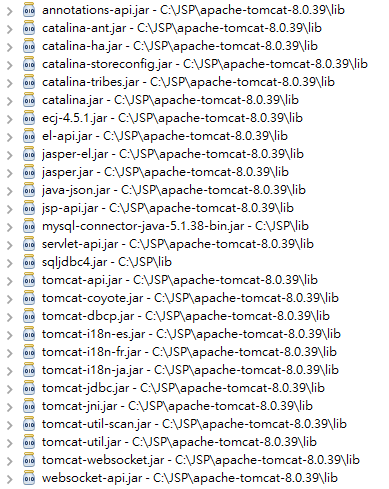 annotations-api.jar - C:\JSP\apache-tomcat-8.0.39\lib
catalina-ant.jar - C:\JSP\apache-tomcat-8.0.39\lib
catalina-ha.jar - C:\JSP\apache-tomcat-8.0.39\lib
catalina-storeconfig.jar - C:\JSP\apache-tomcat-8.0.39\lib
catalina-tribes.jar - C:\JSP\apache-tomcat-8.0.39\lib
catalina.jar - C:\JSP\apache-tomcat-8.0.39\lib
ecj-4.5.1.jar - C:\JSP\apache-tomcat-8.0.39\lib
el-api.jar - C:\JSP\apache-tomcat-8.0.39\lib
jasper-el.jar - C:\JSP\apache-tomcat-8.0.39\lib
jasper.jar - C:\JSP\apache-tomcat-8.0.39\lib
java-json.jar - C:\JSP\apache-tomcat-8.0.39\lib
jsp-api.jar - C:\JSP\apache-tomcat-8.0.39\lib
mysql-connector-java-5.1.38-bin.jar - C:\JSP\lib
servlet-api.jar - C:\JSP\apache-tomcat-8.0.39\lib
sqljdbc4.jar - C:\JSP\lib
tomcat-api.jar - C:\JSP\apache-tomcat-8.0.39\lib
tomcat-coyote.jar - C:\JSP\apache-tomcat-8.0.39\lib
tomcat-dbcp.jar - C:\JSP\apache-tomcat-8.0.39\lib
tomcat-i18n-es.jar - C:\JSP\apache-tomcat-8.0.39\lib
tomcat-i18n-fr.jar - C:\JSP\apache-tomcat-8.0.39\lib
tomcat-i18n-ja.jar - C:\JSP\apache-tomcat-8.0.39\lib
tomcat-jdbc.jar - C:\JSP\apache-tomcat-8.0.39\lib
tomcat-jni.jar - C:\JSP\apache-tomcat-8.0.39\lib
tomcat-util-scan.jar - C:\JSP\apache-tomcat-8.0.39\lib
tomcat-util.jar - C:\JSP\apache-tomcat-8.0.39\lib
tomcat-websocket.jar - C:\JSP\apache-tomcat-8.0.39\lib
websocket-api.jar - C:\JSP\apache-tomcat-8.0.39\lib